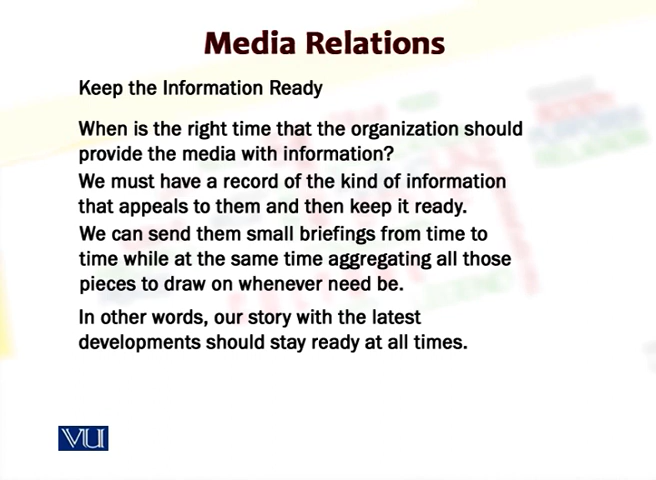 Media Relations
Keep the Information Ready
When is the right time that the organization should
provide the media with information?
We must have a record of the kind of information
that appeals to them and then keep it ready.
We can send them small briefings from time to
time while at the same time aggregating all those
pieces to draw on whenever need be.
In other words, our story with the latest
developments should stay ready at all times.
VU